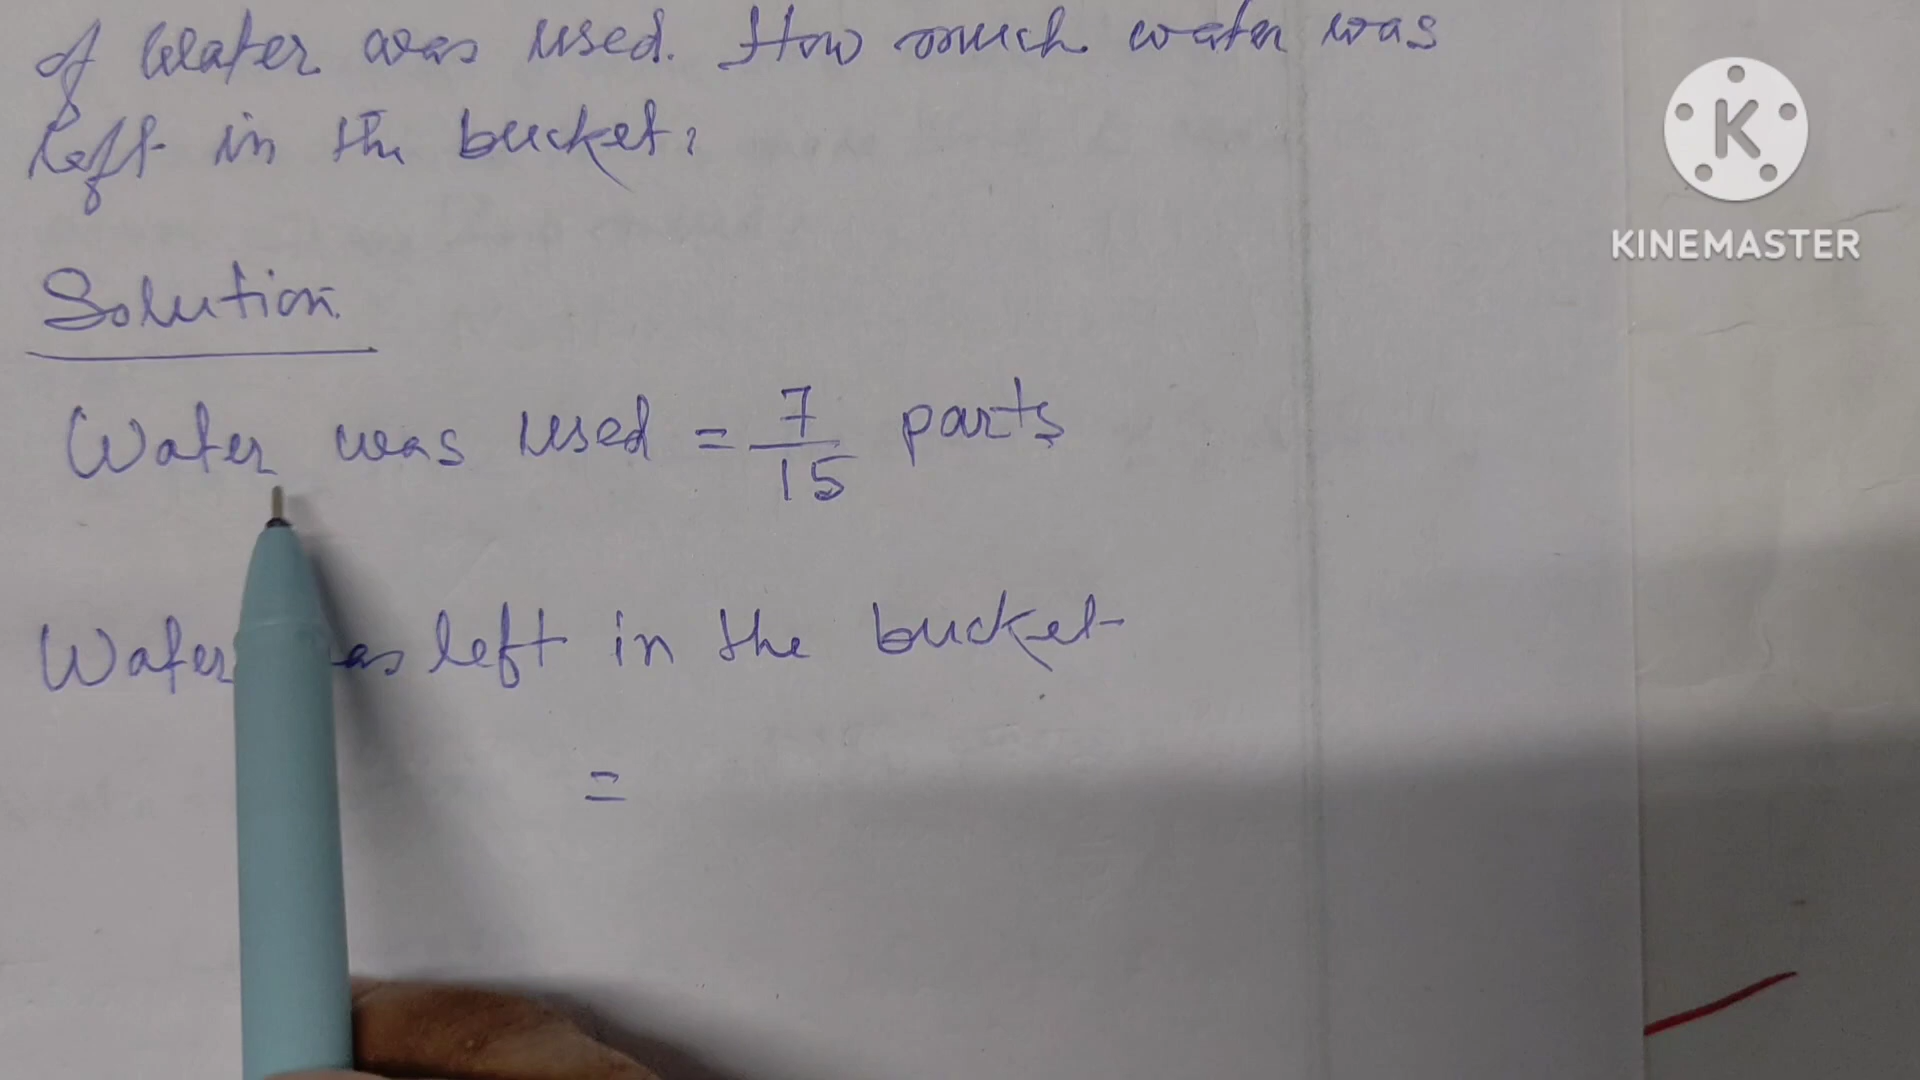 of water was used. How much water was
left in the bucket?
K
KINEMASTER
Solution
Water was used = 7/15 parts
Water as left in the bucket
=